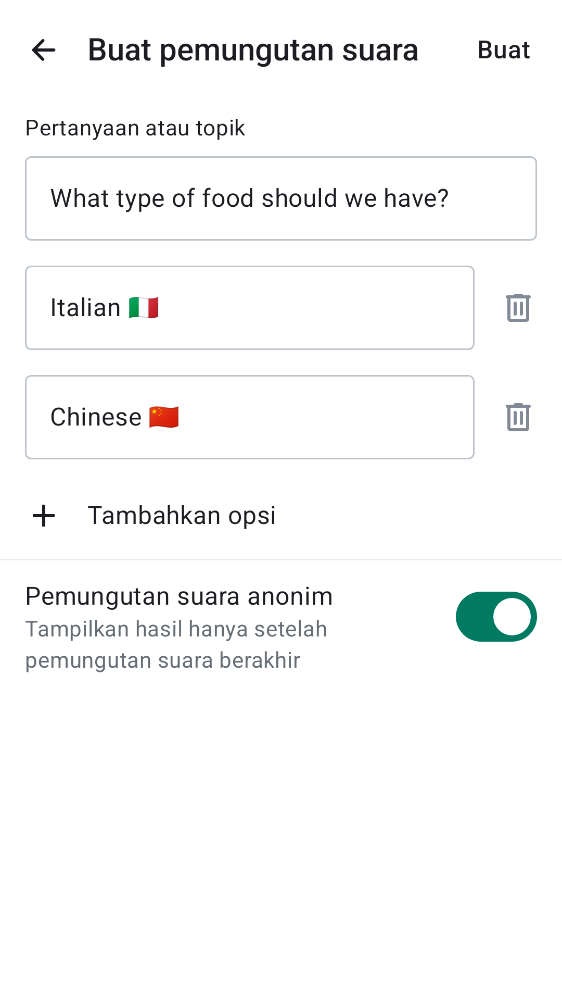 Buat pemungutan suara
Buat
Pertanyaan atau topik
What type of food should we have?
Italian 🇮🇹
Chinese 🇨🇳
Tambahkan opsi
Pemungutan suara anonim
Tampilkan hasil hanya setelah
pemungutan suara berakhir